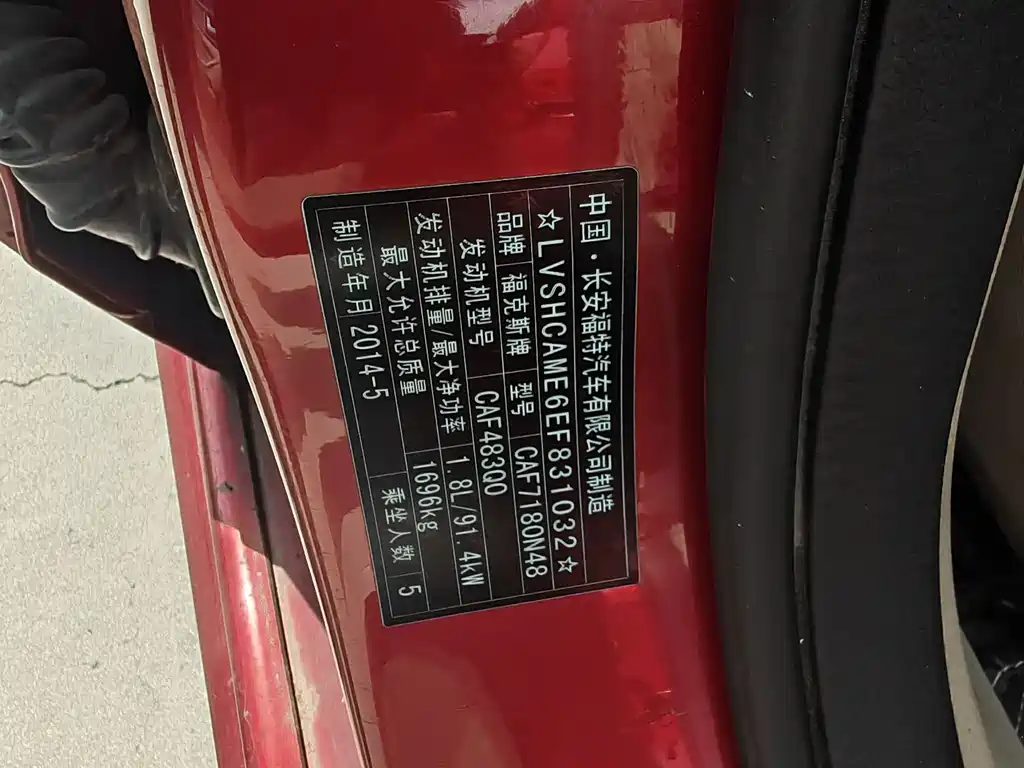 中国·长安福特汽车有限公司制造
☆LVSHCAME6EF831032☆
品牌 福克斯牌 型号 CAF7180N48
发动机型号 CAF483Q0
发动机排量/最大净功率 1.8L/91.4kW
最大允许总质量 1696kg
制造年月 2014-5 乘坐人数 5